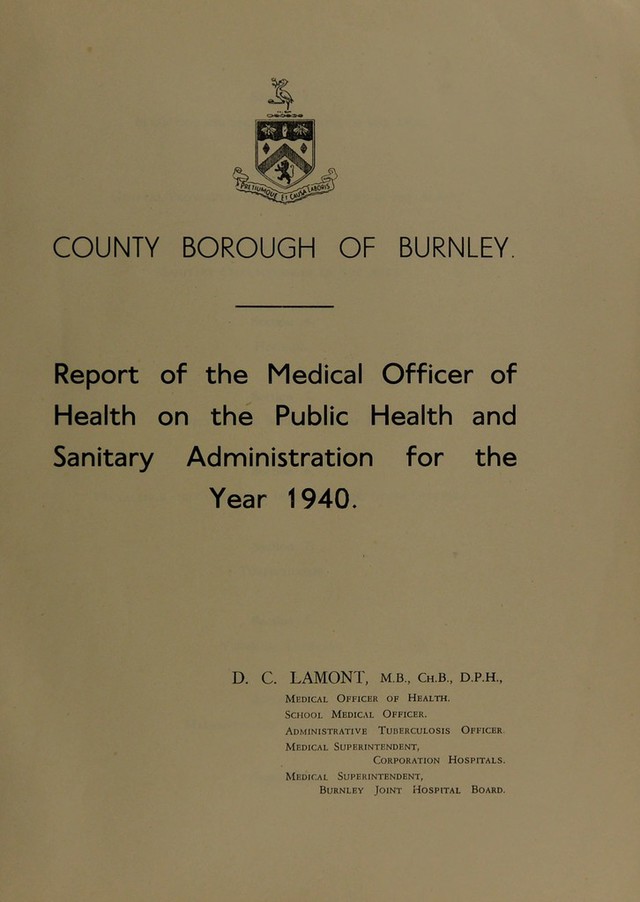 PRETIUMQUE ET CAUSA LABORIS
COUNTY BOROUGH OF BURNLEY.
Report of the Medical Officer of
Health on the Public Health and
Sanitary Administration for the
Year 1940.
D. C. LAMONT, M.B., CH.B., D.P.H.,
MEDICAL OFFICER OF HEALTH.
SCHOOL MEDICAL OFFICER.
ADMINISTRATIVE TUBERCULOSIS OFFICER.
MEDICAL SUPERINTENDENT,
CORPORATION HOSPITALS.
MEDICAL SUPERINTENDENT,
BURNLEY JOINT HOSPITAL BOARD.